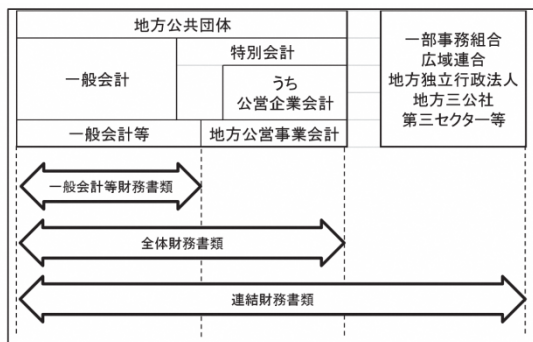 地方公共団体
一般会計
特別会計
うち
公営企業会計
一般会計等
地方公営事業会計
一部事務組合
広域連合
地方独立行政法人
地方三公社
第三セクター等
一般会計等財務書類
全体財務書類
連結財務書類